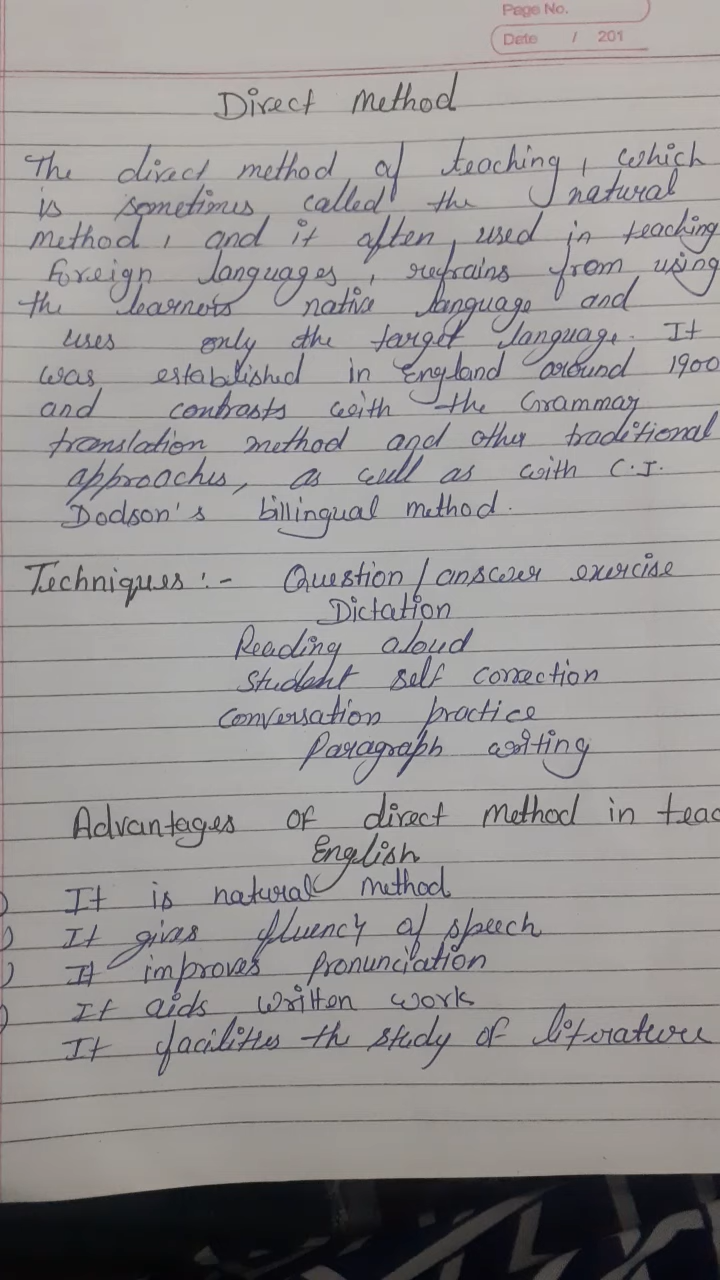 Page No.
Date / 201
Direct Method
The direct method of teaching, which
is sometimes called the natural
method, and it often used in teaching
foreign languages, refrains from using
the learners native language and
uses only the target language. It
was established in England around 1900
and contrasts with the Grammar
translation method and other traditional
approaches, as well as with C.J.
Dodson's billingual method.
Techniques :- Question/answer exercise
Dictation
Reading aloud
Student self correction
Conversation practice
Paragraph writing
Advantages of direct method in teac
English
It is natural method
It gives fluency of speech
It improves pronunciation
It aids written work
It facilities the study of literature